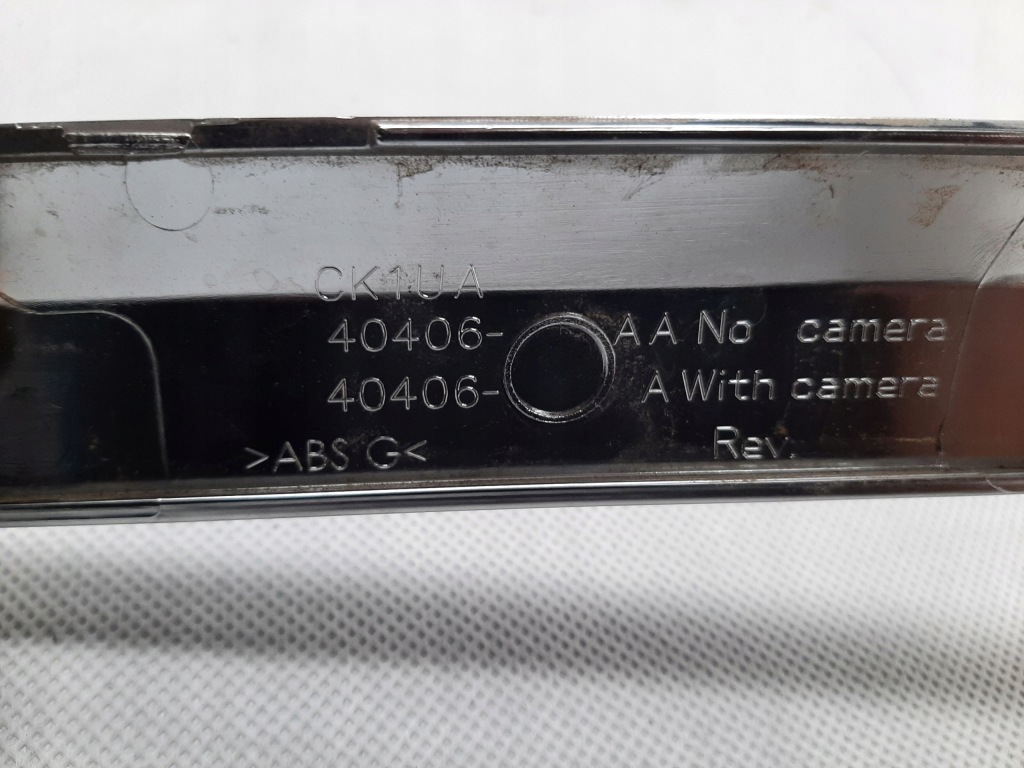 CK1UA
40406- AA No camera
40406- A With camera
>ABS G< Rev.